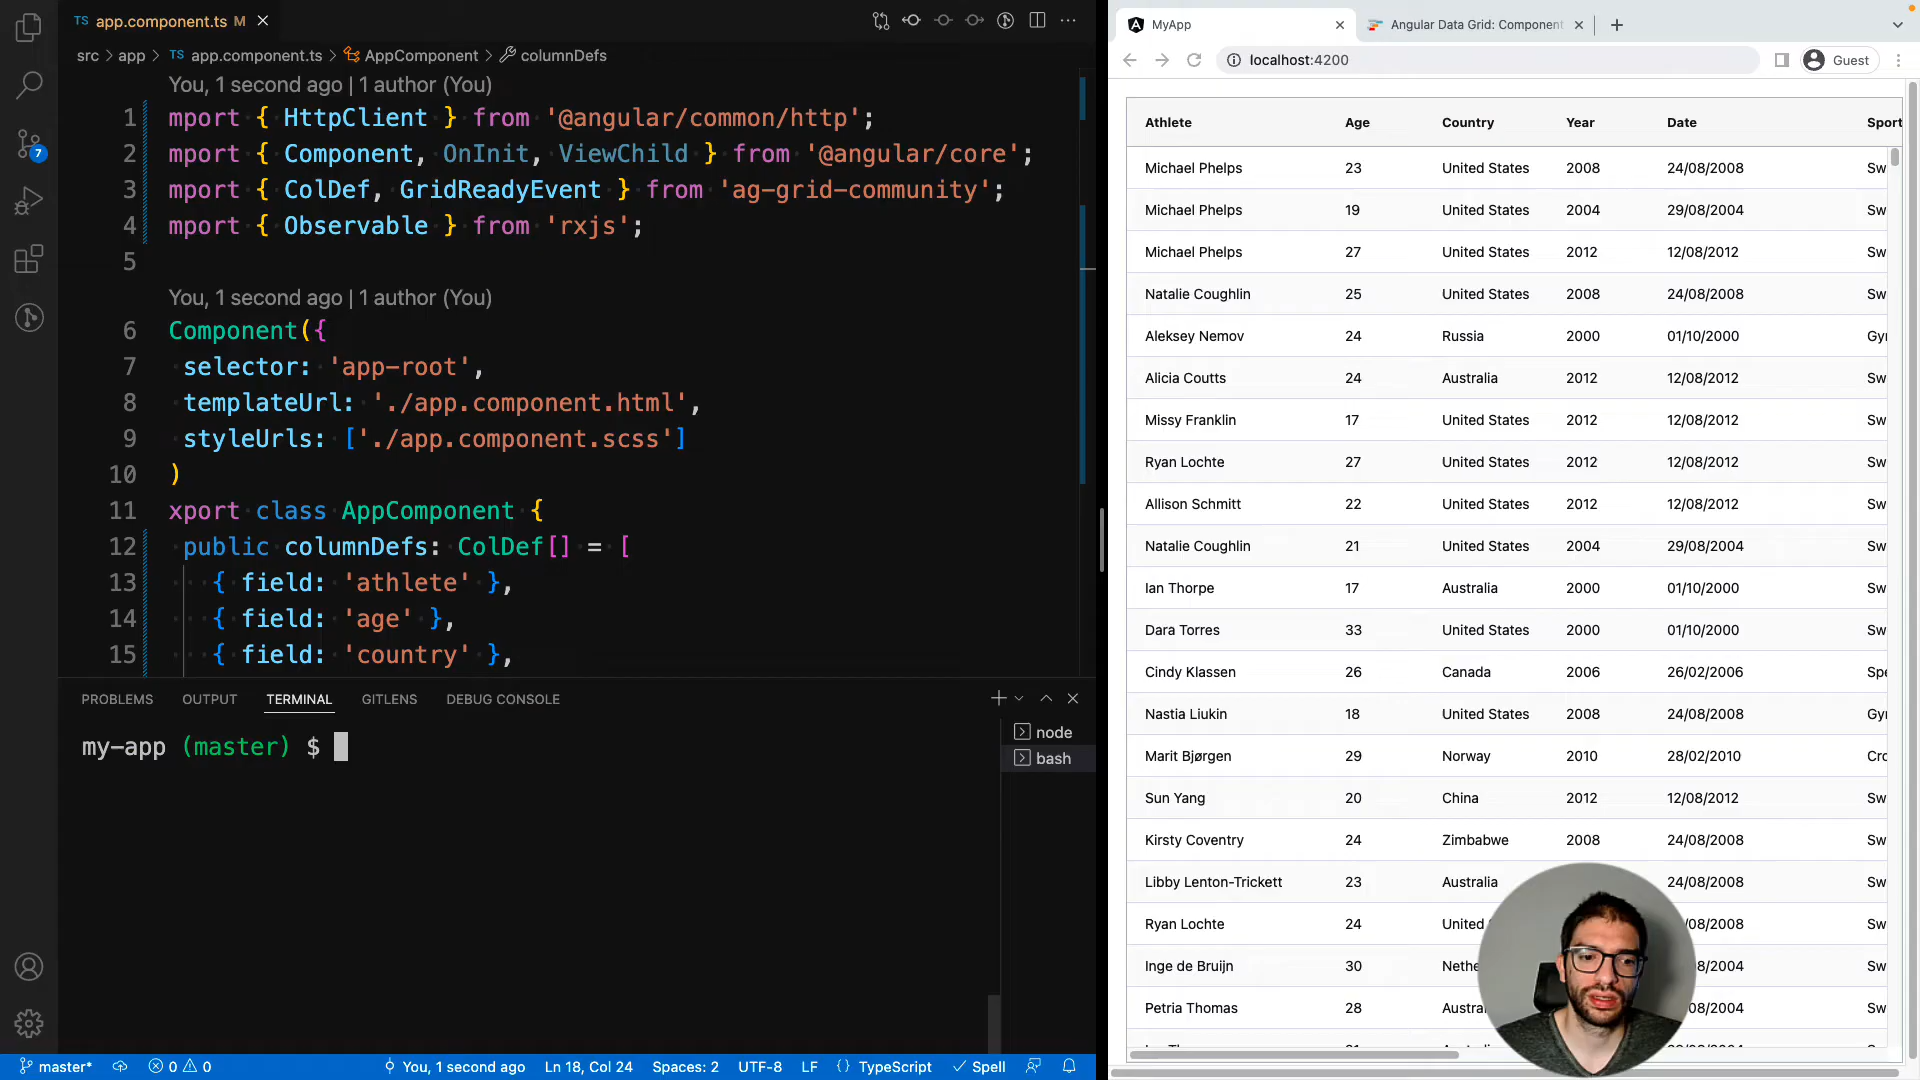 TS app.component.ts M
src > app > TS app.component.ts > AppComponent > columnDefs
You, 1 second ago | 1 author (You)
1 mport { HttpClient } from '@angular/common/http';
2 mport { Component, OnInit, ViewChild } from '@angular/core';
3 mport { ColDef, GridReadyEvent } from 'ag-grid-community';
4 mport { Observable } from 'rxjs';
5
You, 1 second ago | 1 author (You)
6 Component({
7 selector: 'app-root',
8 templateUrl: './app.component.html',
9 styleUrls: ['./app.component.scss']
10 )
11 xport class AppComponent {
12 public columnDefs: ColDef[] = [
13 { field: 'athlete' },
14 { field: 'age' },
15 { field: 'country' },
7
PROBLEMS OUTPUT TERMINAL GITLENS DEBUG CONSOLE
my-app (master) $
node
bash
master* 0 0 You, 1 second ago Ln 18, Col 24 Spaces: 2 UTF-8 LF {} TypeScript Spell
MyApp
Angular Data Grid: Component
localhost:4200
Guest
Athlete Age Country Year Date Sport
Michael Phelps 23 United States 2008 24/08/2008 Sw
Michael Phelps 19 United States 2004 29/08/2004 Sw
Michael Phelps 27 United States 2012 12/08/2012 Sw
Natalie Coughlin 25 United States 2008 24/08/2008 Sw
Aleksey Nemov 24 Russia 2000 01/10/2000 Gy
Alicia Coutts 24 Australia 2012 12/08/2012 Sw
Missy Franklin 17 United States 2012 12/08/2012 Sw
Ryan Lochte 27 United States 2012 12/08/2012 Sw
Allison Schmitt 22 United States 2012 12/08/2012 Sw
Natalie Coughlin 21 United States 2004 29/08/2004 Sw
Ian Thorpe 17 Australia 2000 01/10/2000 Sw
Dara Torres 33 United States 2000 01/10/2000 Sw
Cindy Klassen 26 Canada 2006 26/02/2006 Spe
Nastia Liukin 18 United States 2008 24/08/2008 Gy
Marit Bjørgen 29 Norway 2010 28/02/2010 Cro
Sun Yang 20 China 2012 12/08/2012 Sw
Kirsty Coventry 24 Zimbabwe 2008 24/08/2008 Sw
Libby Lenton-Trickett 23 Australia 24/08/2008 Sw
Ryan Lochte 24 United /08/2008 Sw
Inge de Bruijn 30 Nethe 8/2004 Sw
Petria Thomas 28 Austra 08/2004 Sw